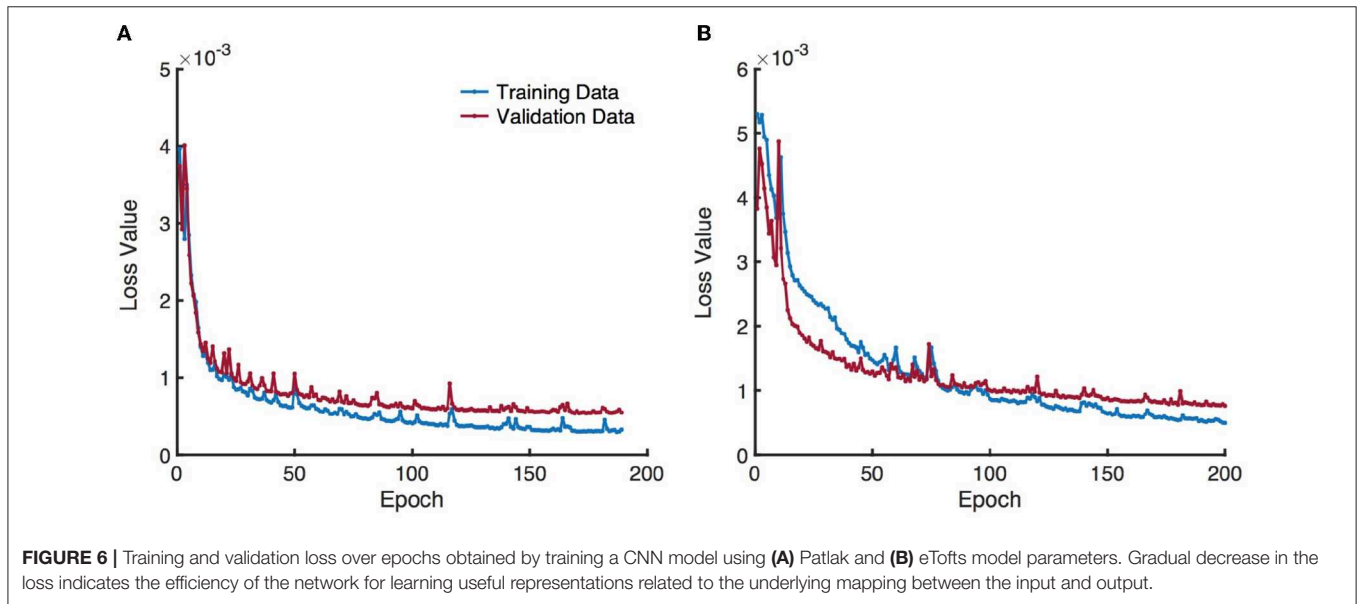 A
×10⁻³
5
4
3
2
1
0
Loss Value
0 50 100 150 200
Epoch
Training Data
Validation Data
B
×10⁻³
6
5
4
3
2
1
0
Loss Value
0 50 100 150 200
Epoch
FIGURE 6 | Training and validation loss over epochs obtained by training a CNN model using (A) Patlak and (B) eTofts model parameters. Gradual decrease in the
loss indicates the efficiency of the network for learning useful representations related to the underlying mapping between the input and output.